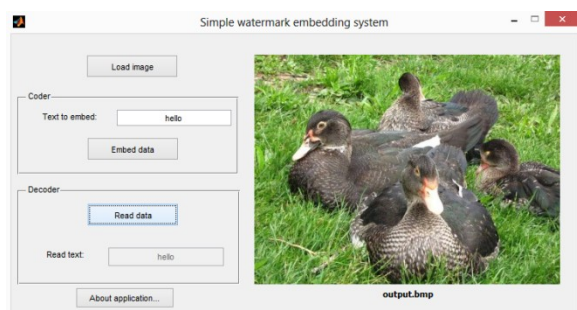 Simple watermark embedding system
Load image
Coder
Text to embed: hello
Embed data
Decoder
Read data
Read text: hello
About application...
output.bmp